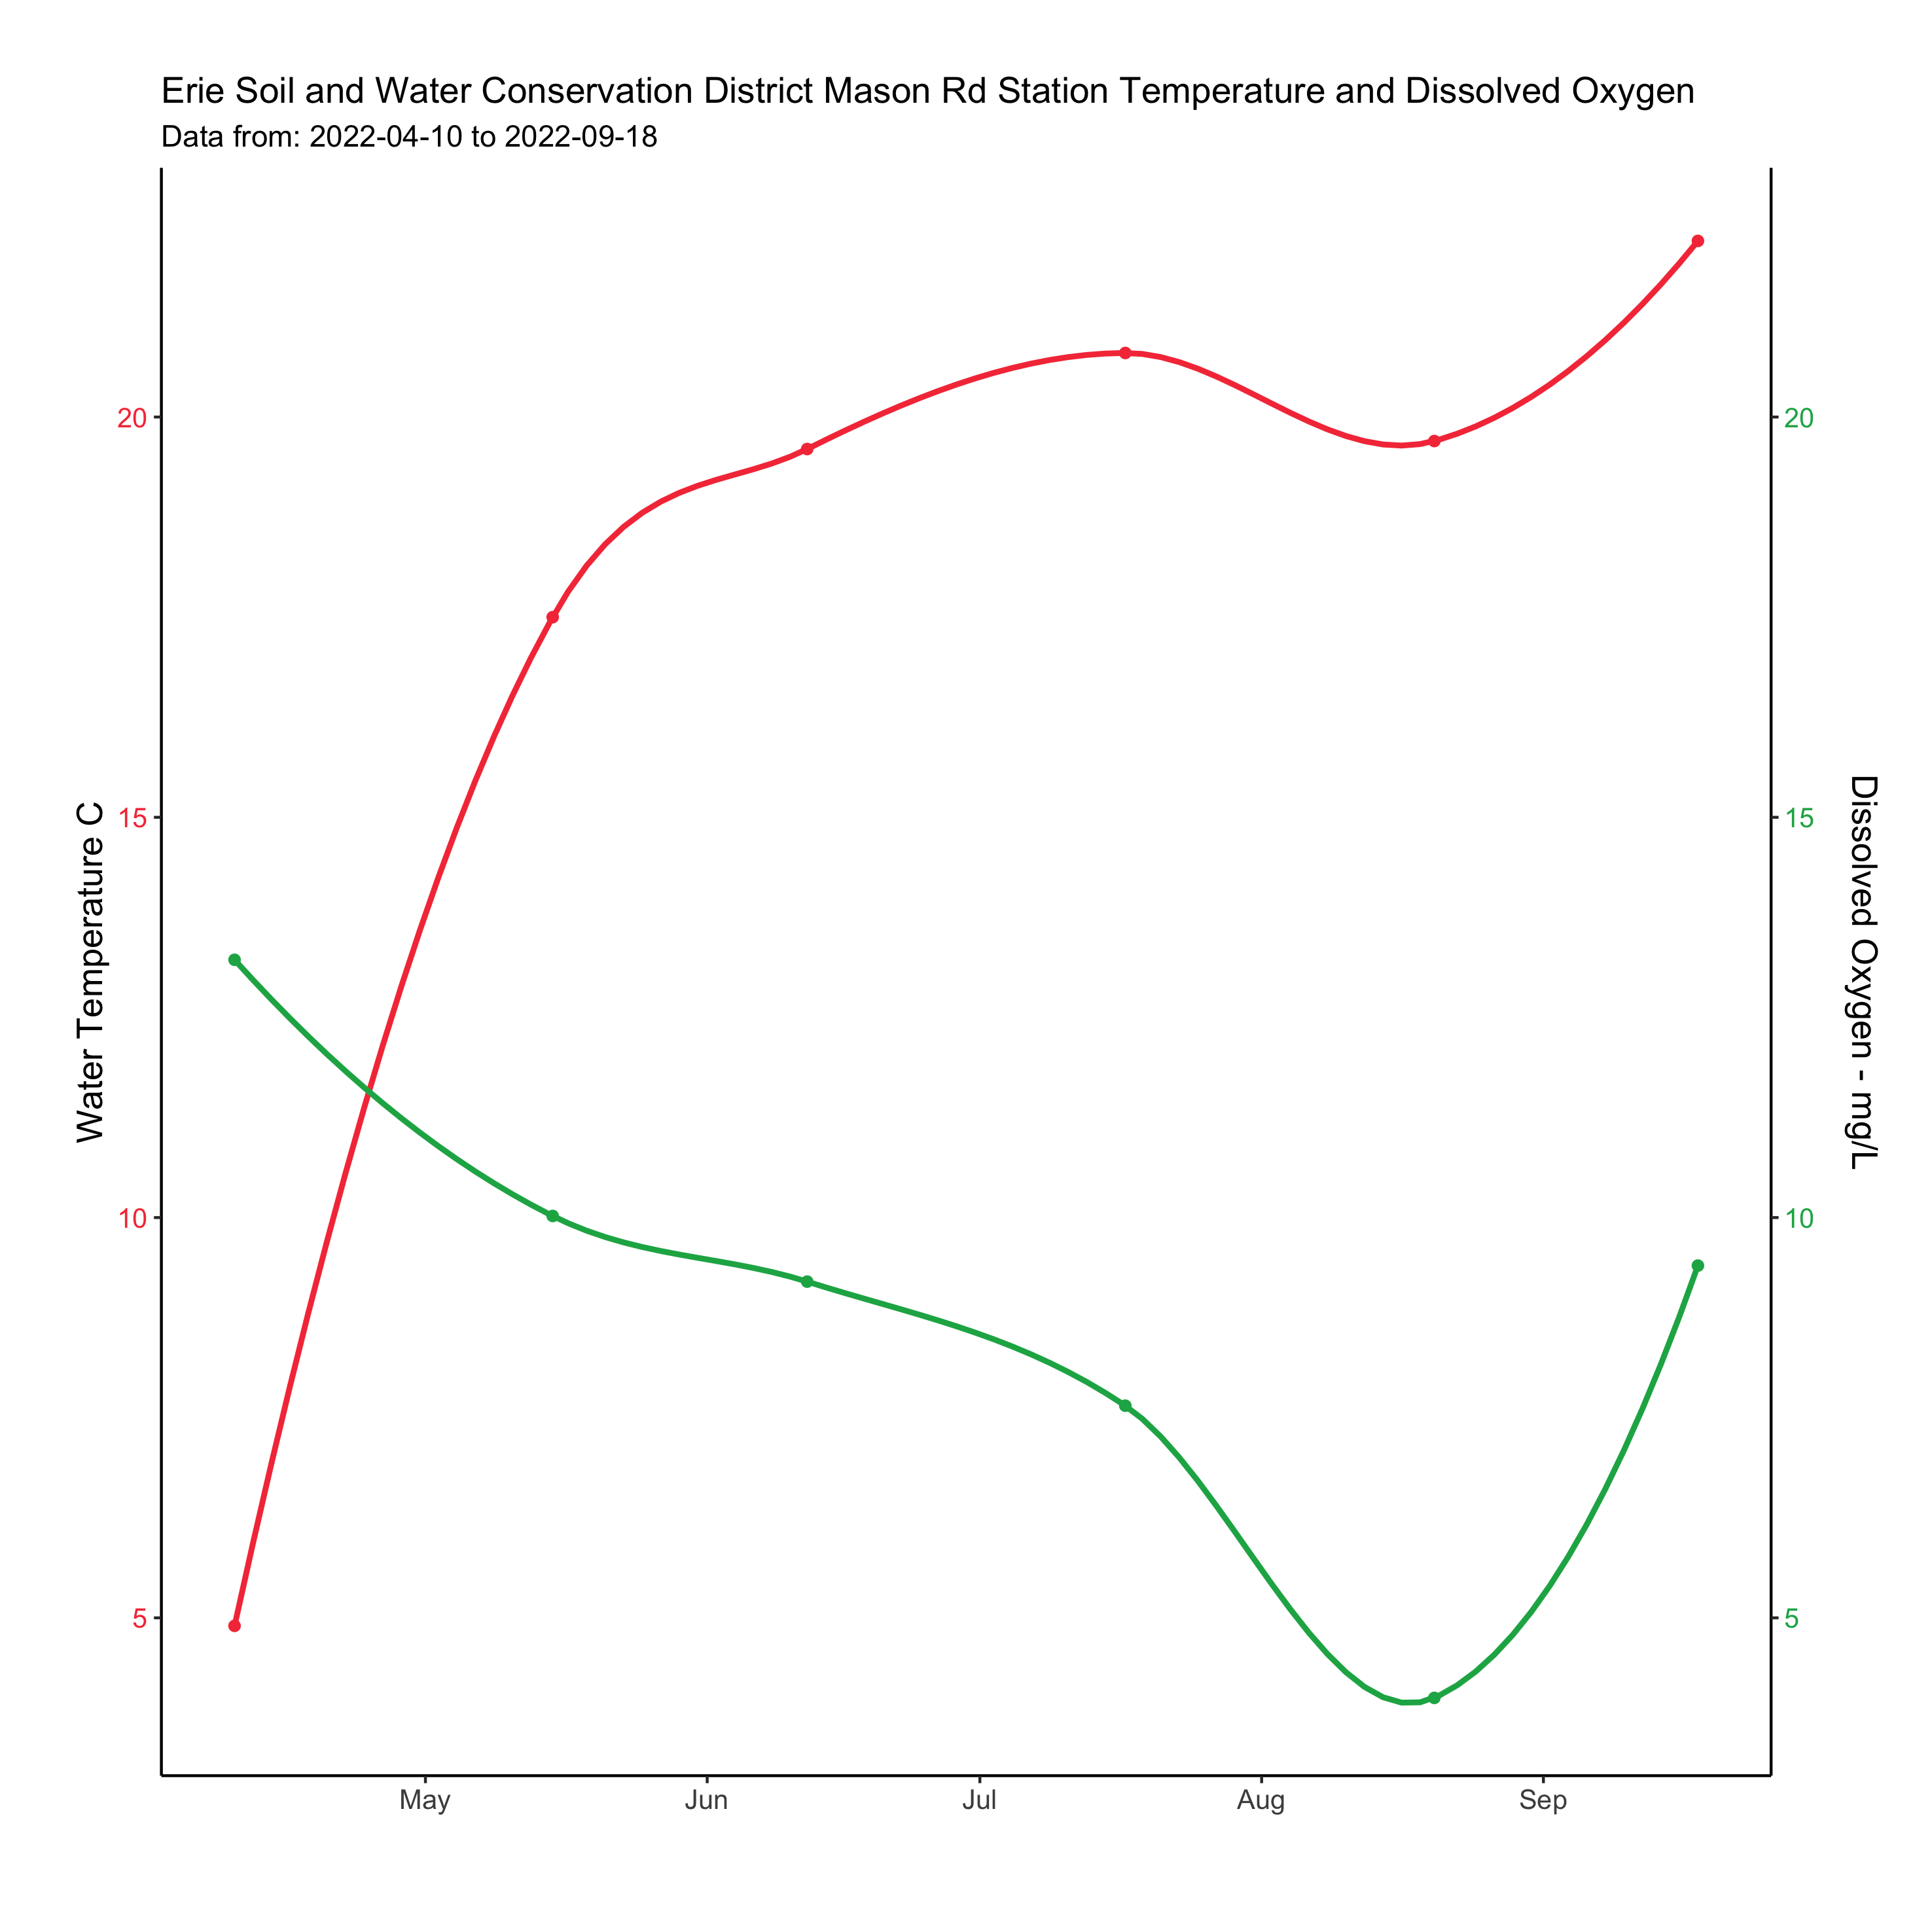 Erie Soil and Water Conservation District Mason Rd Station Temperature and Dissolved Oxygen
Data from: 2022-04-10 to 2022-09-18
Water Temperature C
20
15
10
5
20
15
10
5
Dissolved Oxygen - mg/L
May
Jun
Jul
Aug
Sep